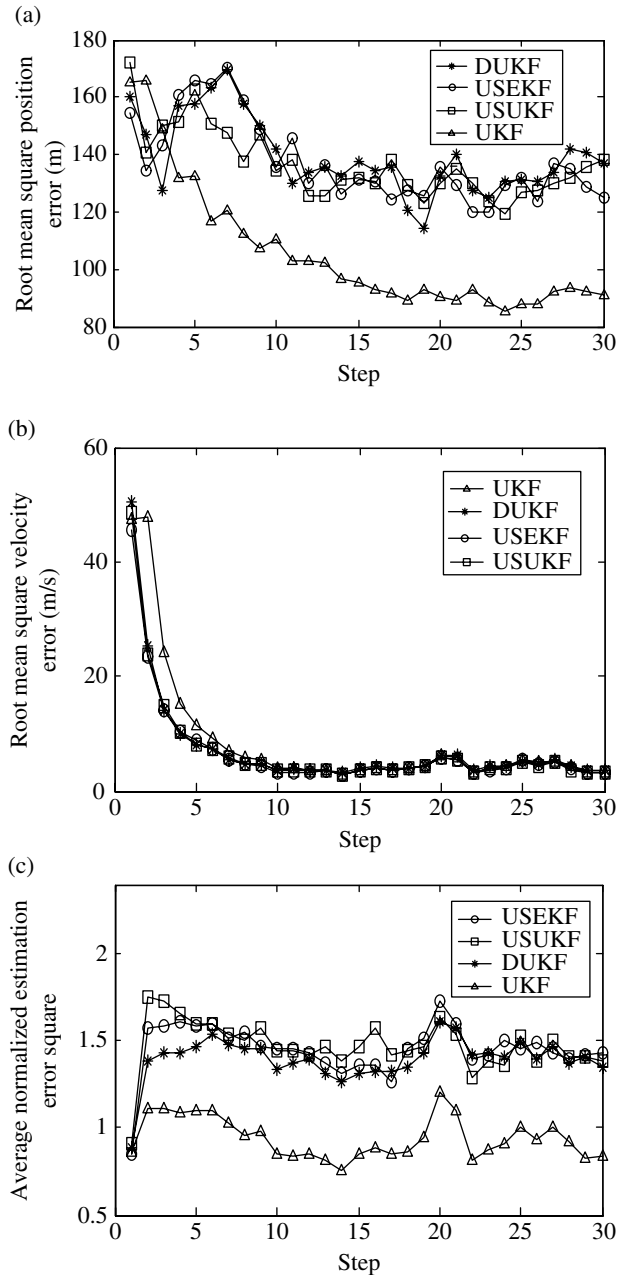 (a)
180
160
140
120
100
80
0
5
10
15
20
25
30
Root mean square position
error (m)
Step
DUKF
USEKF
USUKF
UKF
(b)
60
40
20
0
0
5
10
15
20
25
30
Root mean square velocity
error (m/s)
Step
UKF
DUKF
USEKF
USUKF
(c)
2
1.5
1
0.5
0
5
10
15
20
25
30
Average normalized estimation
error square
Step
USEKF
USUKF
DUKF
UKF